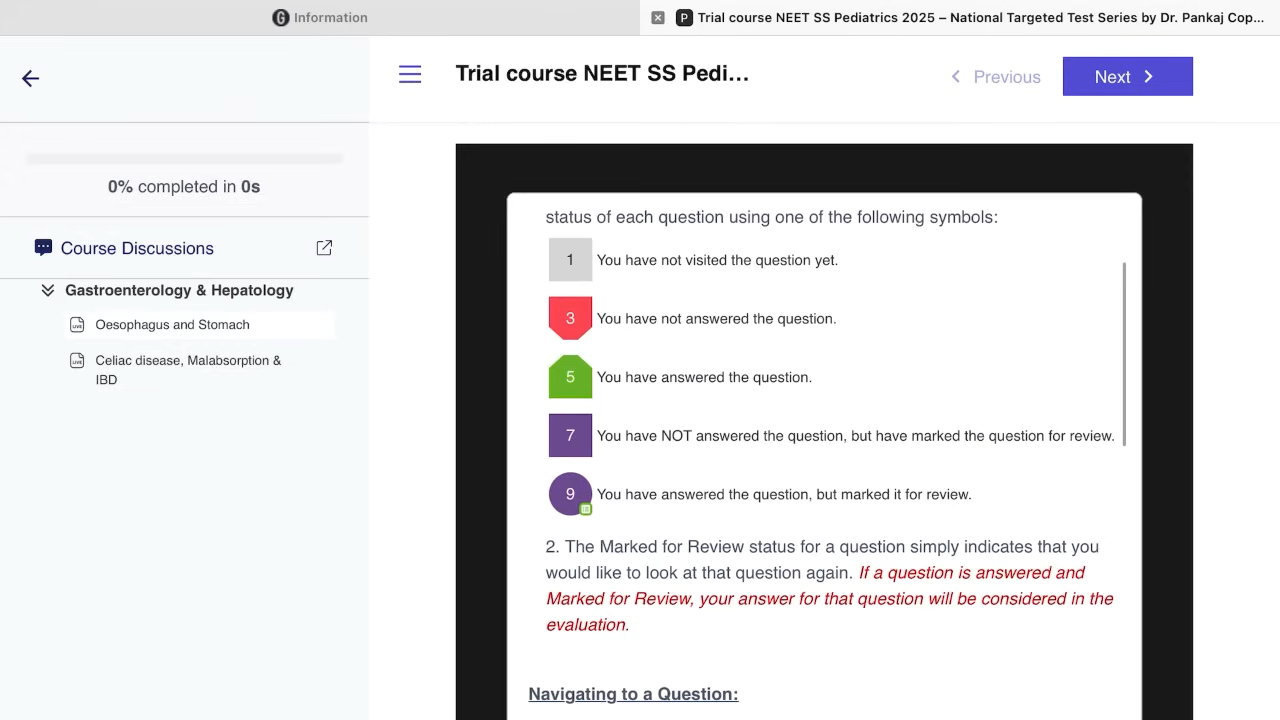 Information
Trial course NEET SS Pediatrics 2025 – National Targeted Test Series by Dr. Pankaj Cop...
Trial course NEET SS Pedi...
Previous
Next
0% completed in 0s
Course Discussions
Gastroenterology & Hepatology
Oesophagus and Stomach
Celiac disease, Malabsorption &
IBD
status of each question using one of the following symbols:
1 You have not visited the question yet.
3 You have not answered the question.
5 You have answered the question.
7 You have NOT answered the question, but have marked the question for review.
9 You have answered the question, but marked it for review.
2. The Marked for Review status for a question simply indicates that you
would like to look at that question again. If a question is answered and
Marked for Review, your answer for that question will be considered in the
evaluation.
Navigating to a Question: